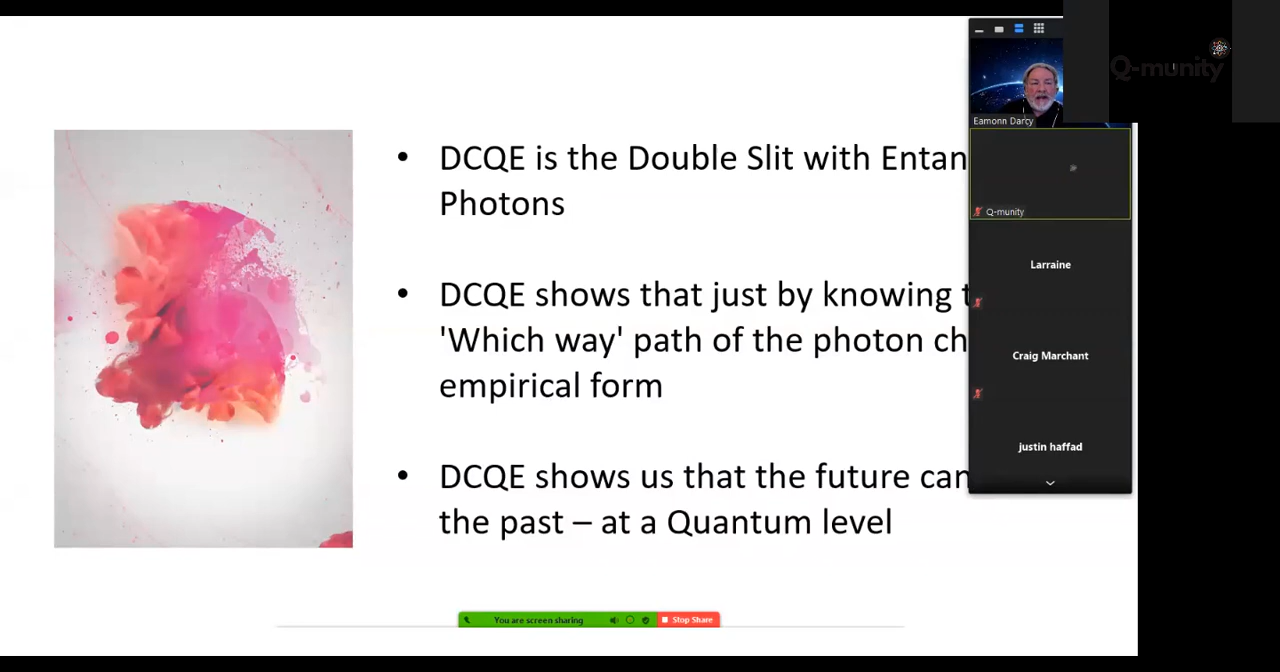 • DCQE is the Double Slit with Entan
Photons
• DCQE shows that just by knowing
'Which way' path of the photon ch
empirical form
• DCQE shows us that the future can
the past – at a Quantum level
Q-munity
Eamonn Darcy
Q-munity
Larraine
Craig Marchant
justin haffad
You are screen sharing
Stop Share